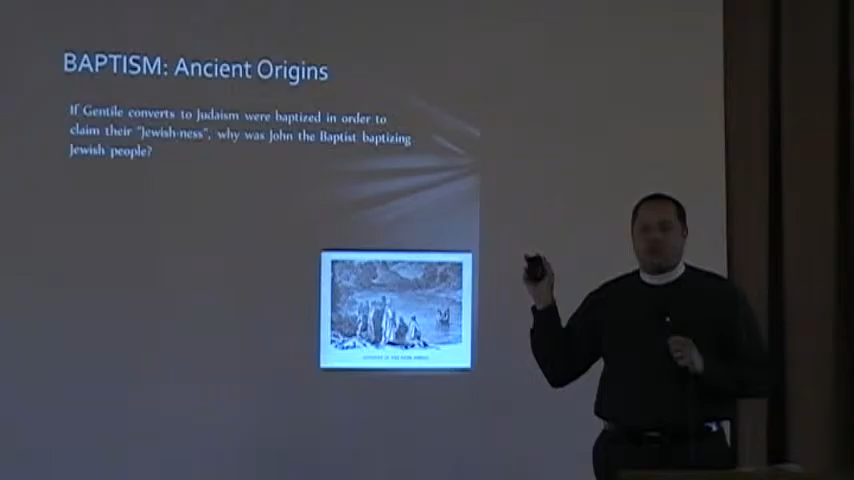 BAPTISM: Ancient Origins
If Gentile converts to Judaism were baptized in order to
claim their "Jewish-ness", why was John the Baptist baptizing
Jewish people?